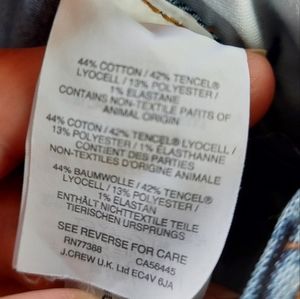 44% COTTON / 42% TENCEL®
LYOCELL / 13% POLYESTER /
1% ELASTANE
CONTAINS NON-TEXTILE PARTS OF
ANIMAL ORIGIN
44% COTON / 42% TENCEL® LYOCELL /
13% POLYESTER / 1% ELASTHANNE
CONTIENT DES PARTIES
NON-TEXTILES D'ORIGINE ANIMALE
44% BAUMWOLLE / 42% TENCEL®
LYOCELL / 13% POLYESTER /
1% ELASTANE
ENTHÄLT NICHTTEXTILE TEILE
TIERISCHEN URSPRUNGS
SEE REVERSE FOR CARE
RN77388 CA56445
J.CREW U.K. Ltd EC4V 6JA